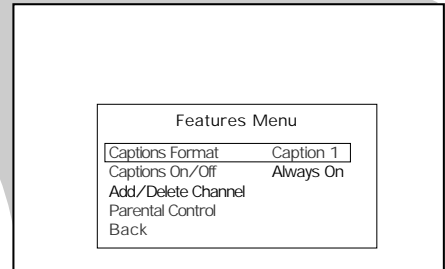 Features Menu
Captions Format Caption 1
Captions On/Off Always On
Add/Delete Channel
Parental Control
Back